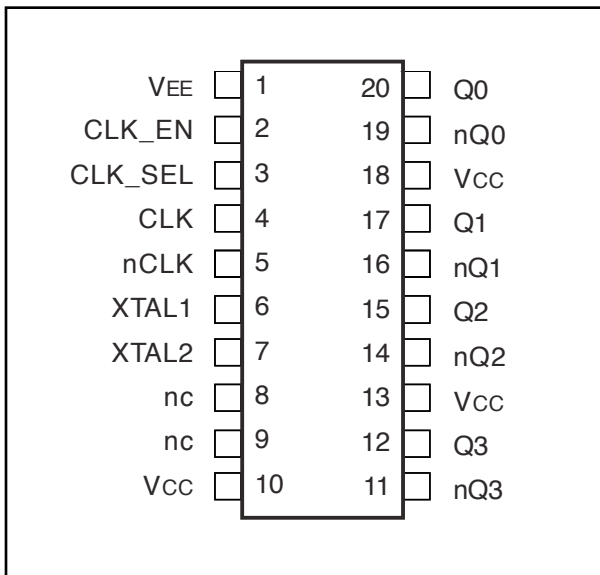 VEE 1 20 Q0
CLK_EN 2 19 nQ0
CLK_SEL 3 18 VCC
CLK 4 17 Q1
nCLK 5 16 nQ1
XTAL1 6 15 Q2
XTAL2 7 14 nQ2
nc 8 13 VCC
nc 9 12 Q3
VCC 10 11 nQ3